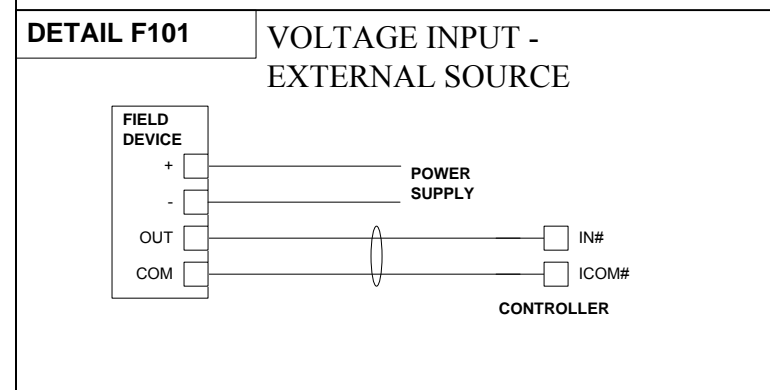 DETAIL F101
VOLTAGE INPUT -
EXTERNAL SOURCE
FIELD
DEVICE
+
-
OUT
COM
POWER
SUPPLY
IN#
ICOM#
CONTROLLER